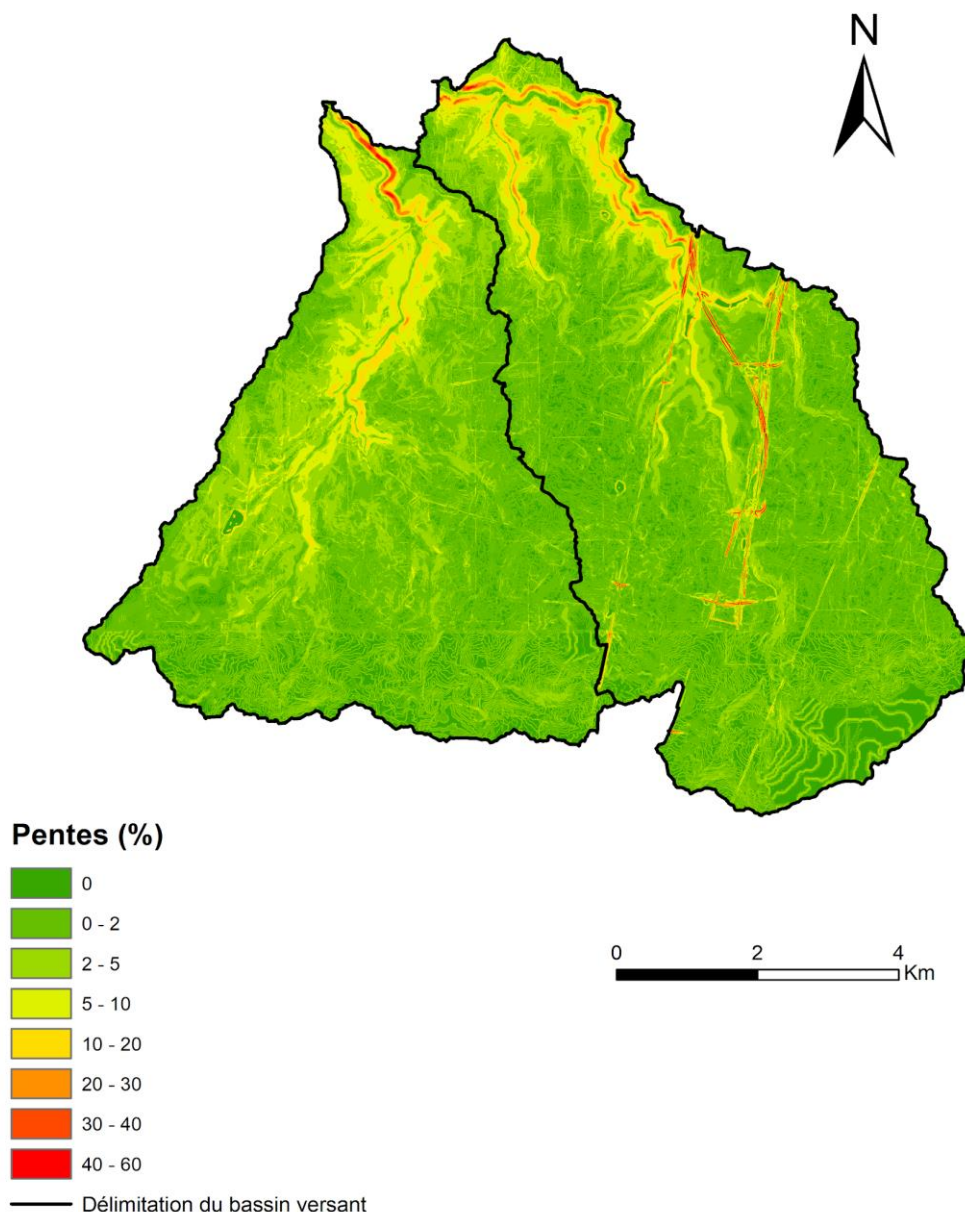 N
Pentes (%)
0
0 - 2
2 - 5
5 - 10
10 - 20
20 - 30
30 - 40
40 - 60
Délimitation du bassin versant
0 2 4
Km